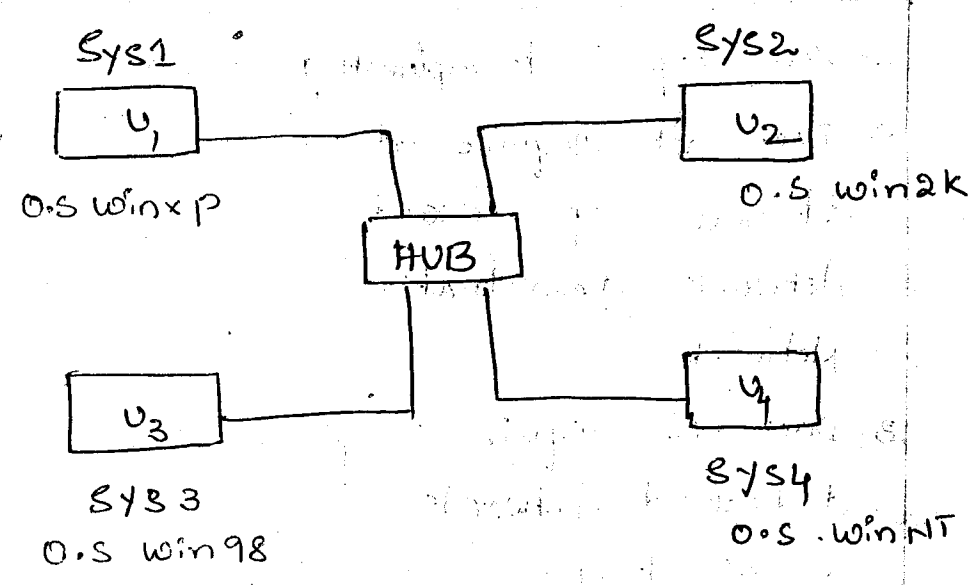 Sys1
U1
O.S winxp
Sys2
U2
O.S win2k
HUB
U3
SYS3
O.S win98
U4
SYS4
O.S. WinNT